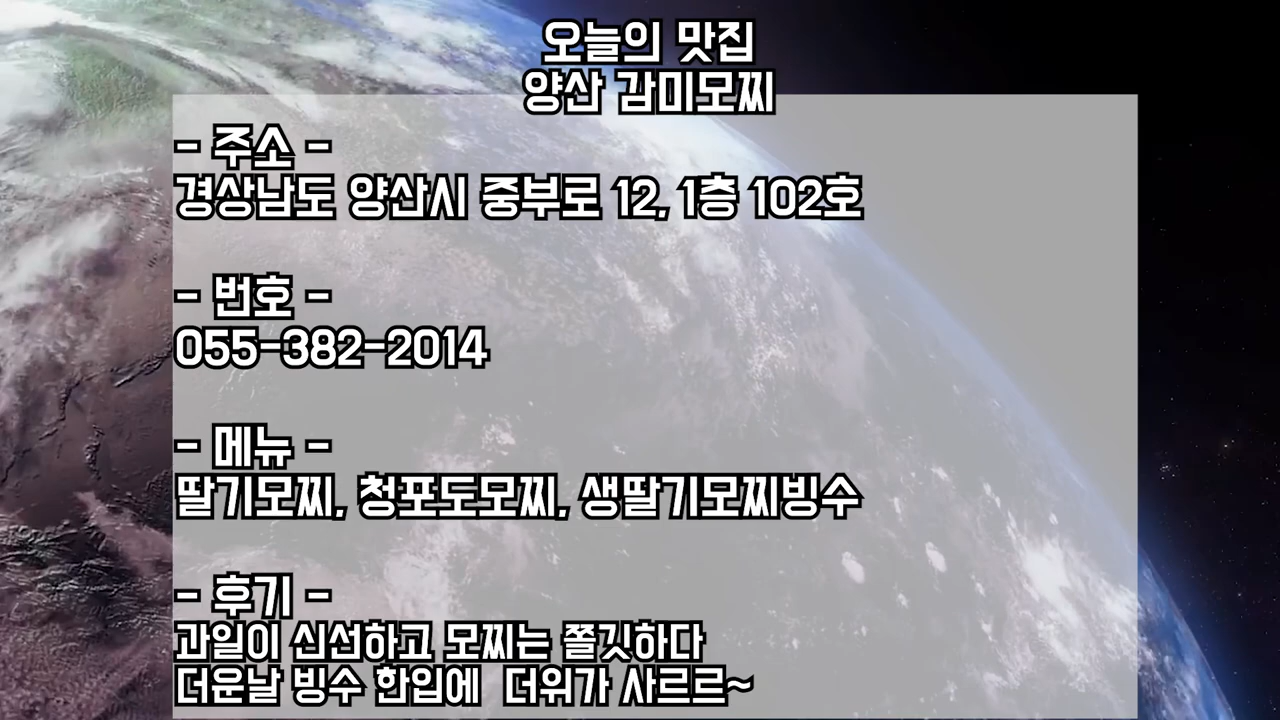 오늘의 맛집
양산 감미모찌
- 주소 -
경상남도 양산시 중부로 12, 1층 102호
- 번호 -
055-382-2014
- 메뉴 -
딸기모찌, 청포도모찌, 생딸기모찌빙수
- 후기 -
과일이 신선하고 모찌는 쫄깃하다
더운날 빙수 한입에 더위가 사르르~